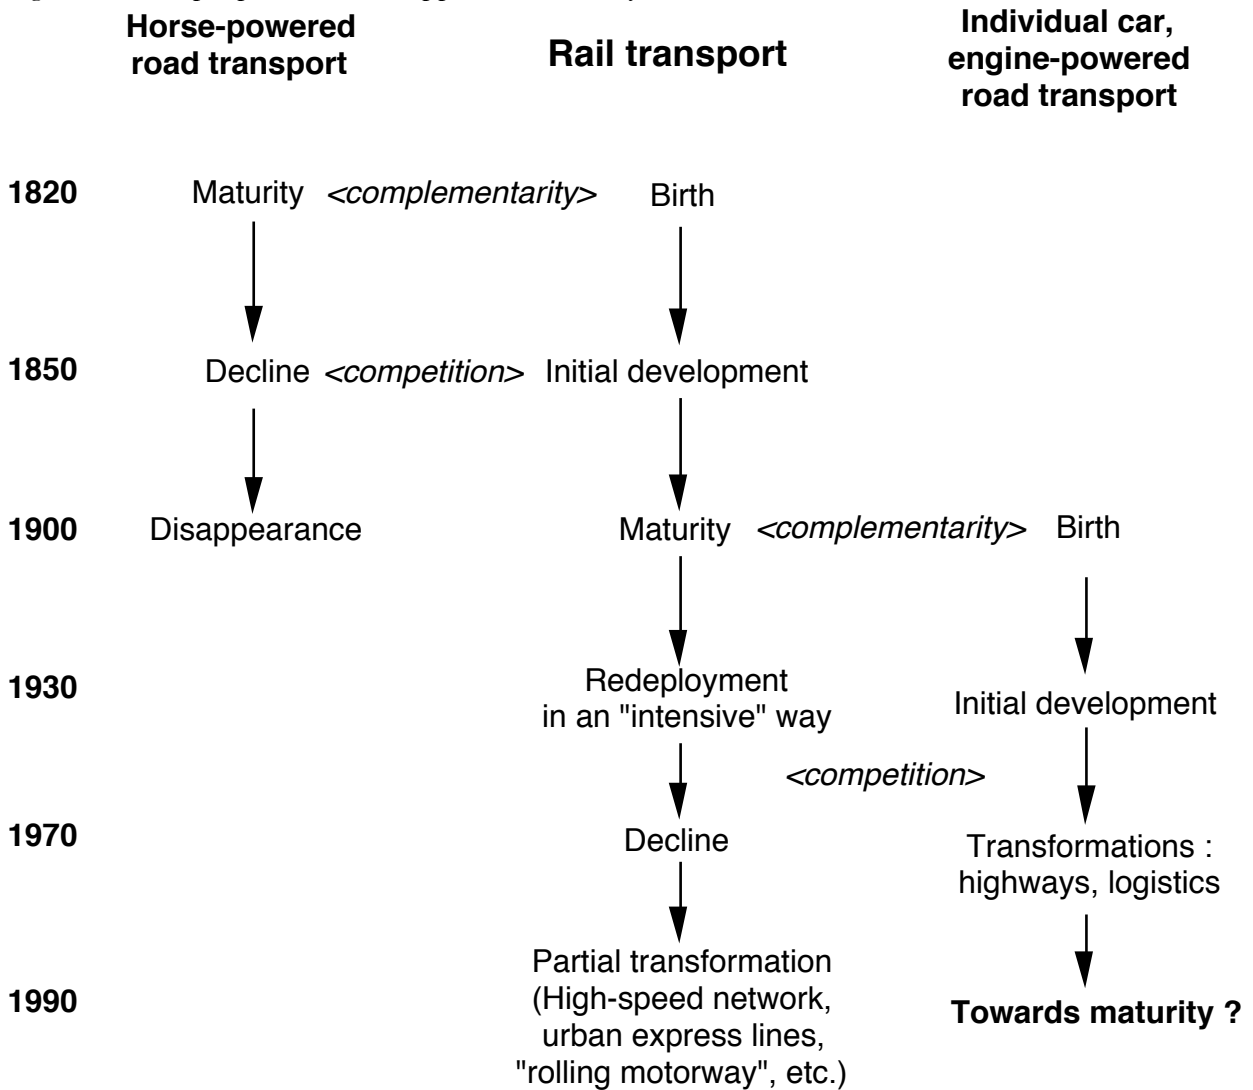 Horse-powered
road transport
Rail transport
Individual car,
engine-powered
road transport
1820 Maturity <complementarity> Birth
1850 Decline <competition> Initial development
1900 Disappearance Maturity <complementarity> Birth
1930 Redeployment
in an "intensive" way
Initial development
<competition>
1970 Decline
Transformations :
highways, logistics
1990 Partial transformation
(High-speed network,
urban express lines,
"rolling motorway", etc.)
Towards maturity ?